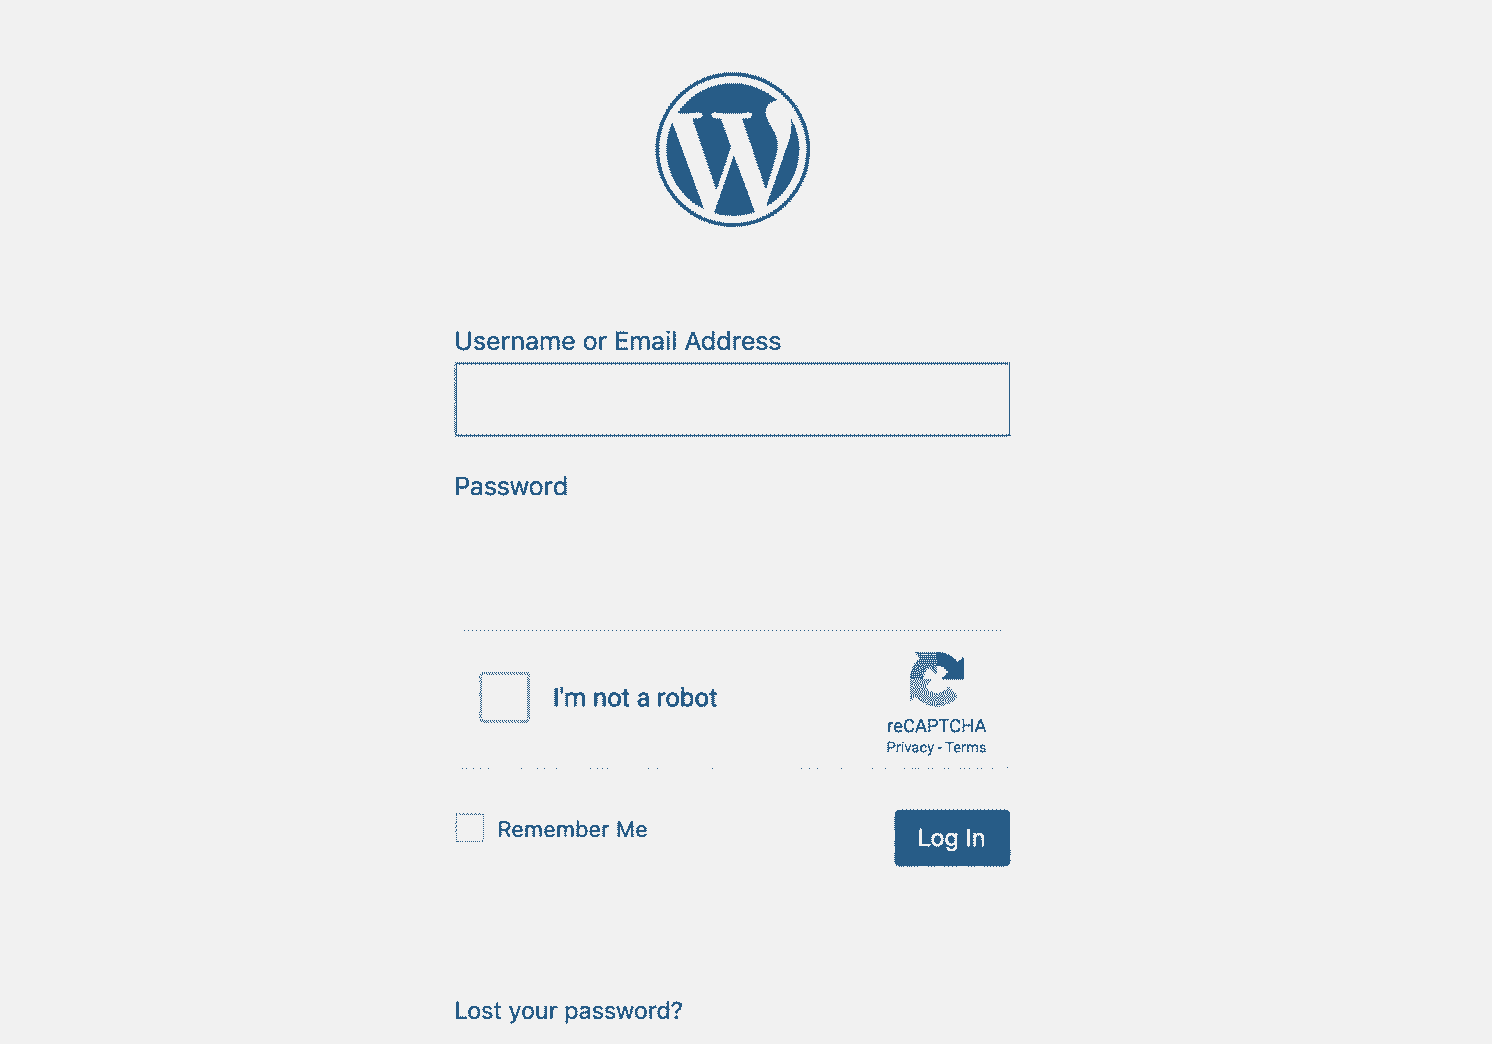 Username or Email Address
Password
I'm not a robot
reCAPTCHA
Privacy - Terms
Remember Me
Log In
Lost your password?